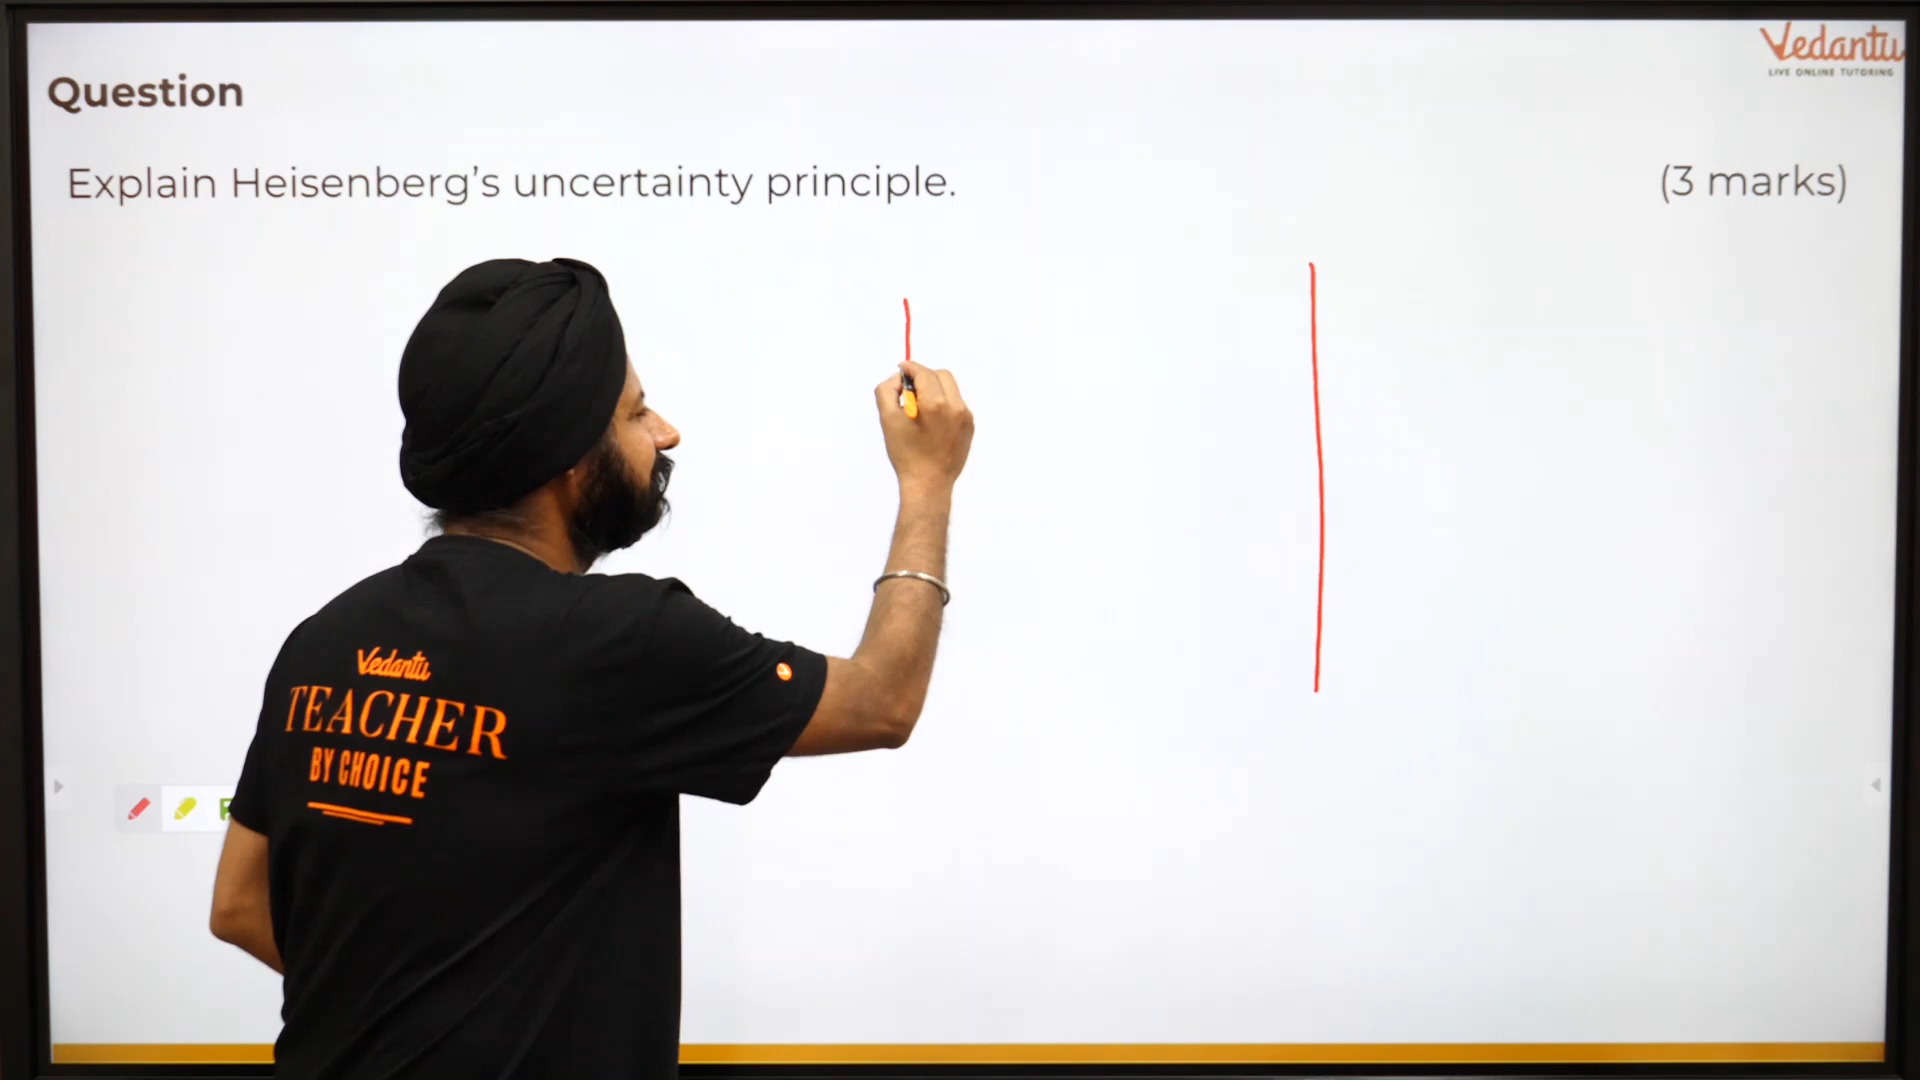 Vedantu
LIVE ONLINE TUTORING
Question
Explain Heisenberg’s uncertainty principle.
(3 marks)
Vedantu
TEACHER
BY CHOICE